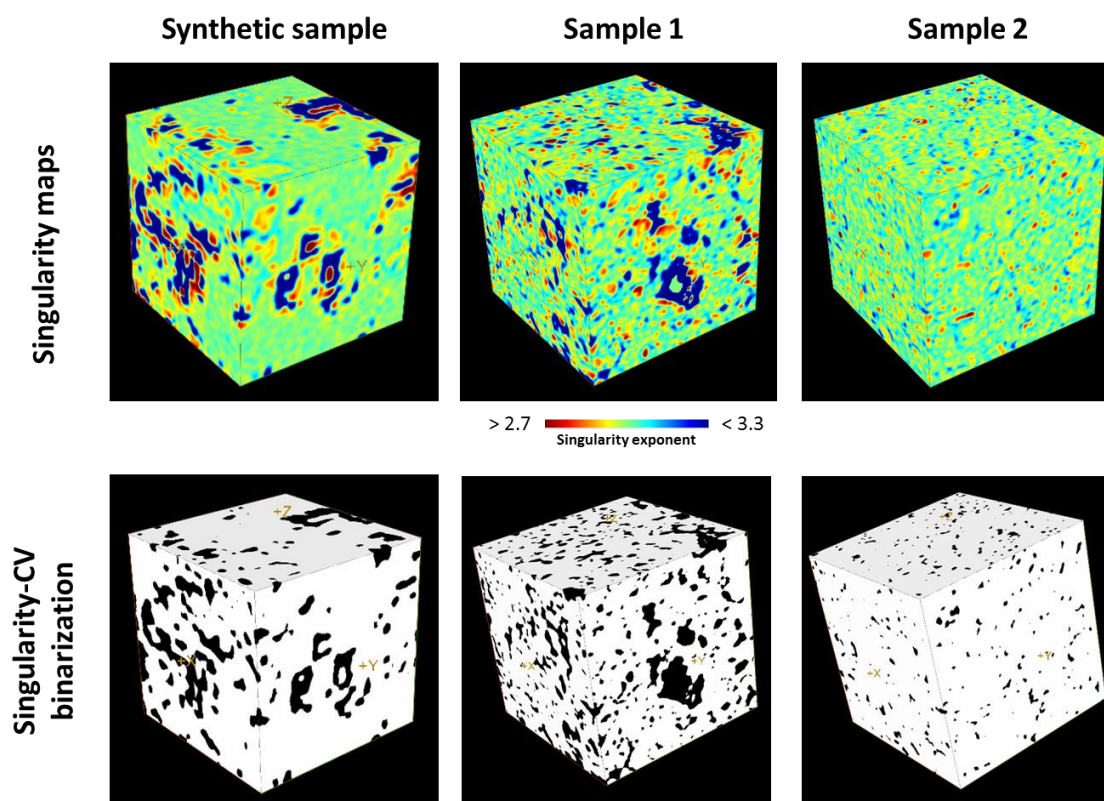 Synthetic sample
Sample 1
Sample 2
Singularity maps
+Z
+Y
+X
+Y
> 2.7
< 3.3
Singularity exponent
Singularity-CV
binarization
+Z
+X
+Y
+Z
+X
+Y
+Z
+X
+Y